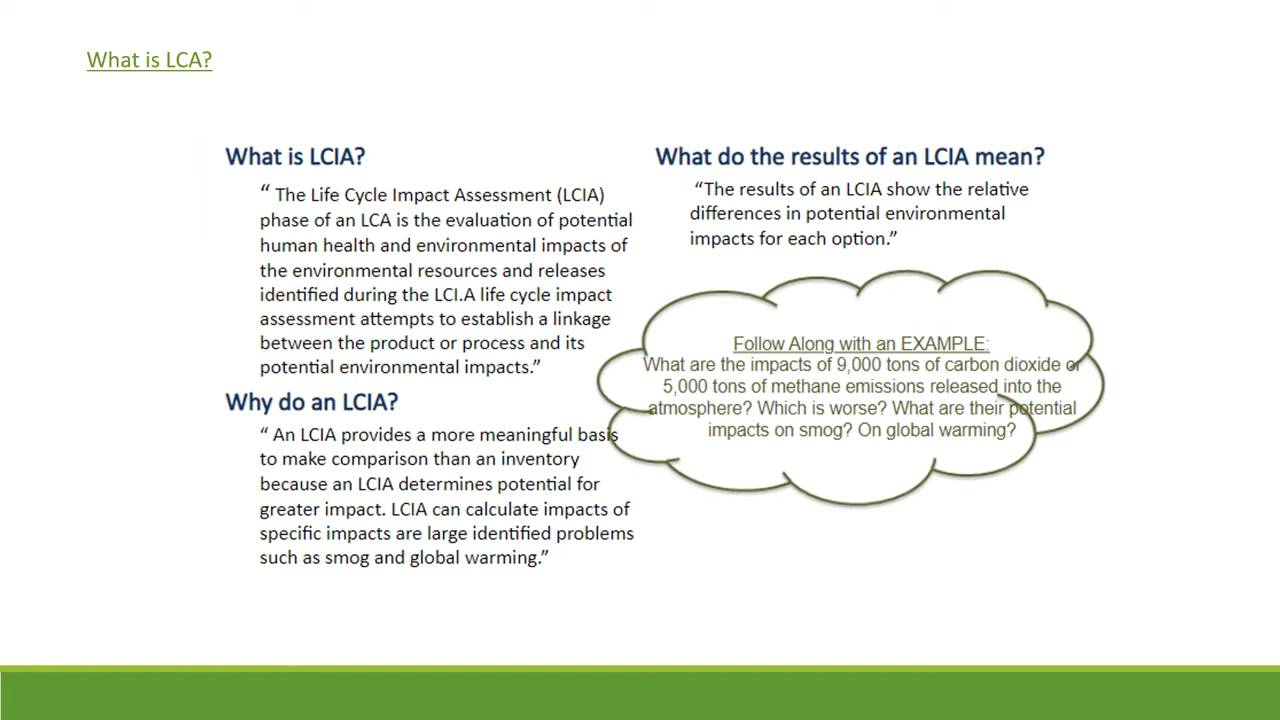 What is LCA?
What is LCIA?
“ The Life Cycle Impact Assessment (LCIA)
phase of an LCA is the evaluation of potential
human health and environmental impacts of
the environmental resources and releases
identified during the LCI.A life cycle impact
assessment attempts to establish a linkage
between the product or process and its
potential environmental impacts.”
Why do an LCIA?
“ An LCIA provides a more meaningful basis
to make comparison than an inventory
because an LCIA determines potential for
greater impact. LCIA can calculate impacts of
specific impacts are large identified problems
such as smog and global warming.”
What do the results of an LCIA mean?
“The results of an LCIA show the relative
differences in potential environmental
impacts for each option.”
Follow Along with an EXAMPLE:
What are the impacts of 9,000 tons of carbon dioxide or
5,000 tons of methane emissions released into the
atmosphere? Which is worse? What are their potential
impacts on smog? On global warming?